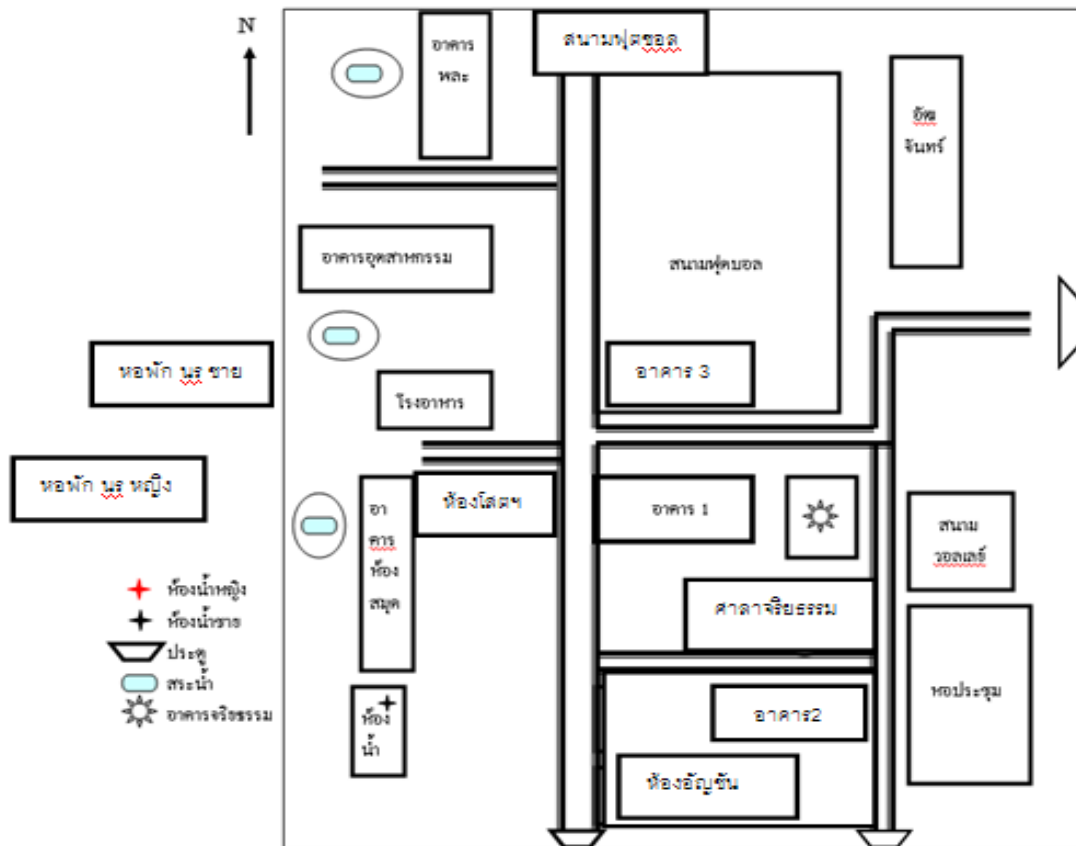 N
อาคาร
พละ
สนามฟุตซอล
อัฒ
จันทร์
อาคารอุตสาหกรรม
สนามฟุตบอล
หอพัก นร ชาย
อาคาร 3
โรงอาหาร
หอพัก นร หญิง
อา
คาร
ห้อง
สมุด
ห้องโสตฯ
อาคาร 1
สนาม
วอลเลย์
ห้องน้ำหญิง
ห้องน้ำชาย
ประตู
สระน้ำ
อาคารจริยธรรม
ศาลาจริยธรรม
หอประชุม
ห้อง
น้ำ
อาคาร2
ห้องอัญชัน